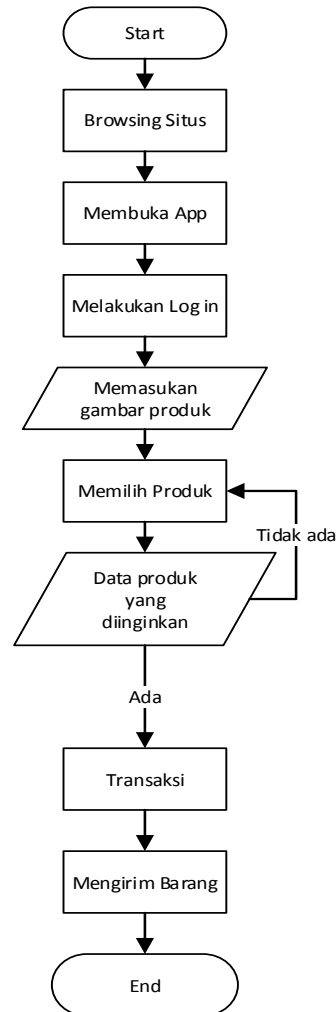 Start
Browsing Situs
Membuka App
Melakukan Log in
Memasukan
gambar produk
Memilih Produk
Tidak ada
Data produk
yang
diinginkan
Ada
Transaksi
Mengirim Barang
End